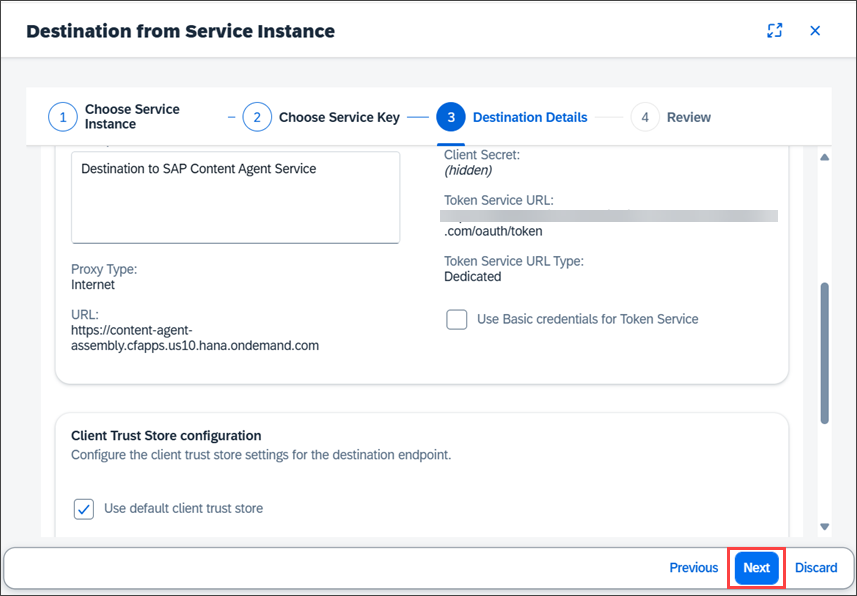 Destination from Service Instance
1
Choose Service
Instance
2
Choose Service Key
3
Destination Details
4
Review
Destination to SAP Content Agent Service
Proxy Type:
Internet
URL:
https://content-agent-
assembly.cfapps.us10.hana.ondemand.com
Client Secret:
(hidden)
Token Service URL:
.com/oauth/token
Token Service URL Type:
Dedicated
Use Basic credentials for Token Service
Client Trust Store configuration
Configure the client trust store settings for the destination endpoint.
Use default client trust store
Previous
Next
Discard